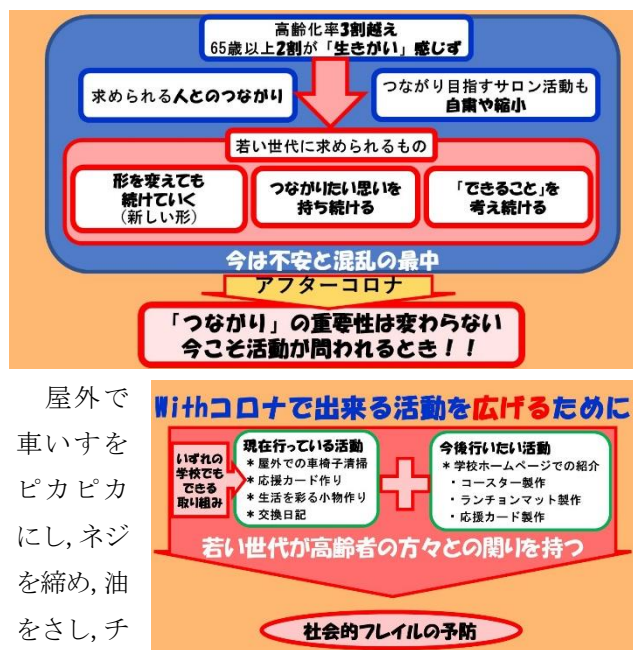 高齢化率3割越え
65歳以上2割が「生きがい」感じず
求められる人とのつながり
つながり目指すサロン活動も
自粛や縮小
若い世代に求められるもの
形を変えても
続けていく
(新しい形)
つながりたい思いを
持ち続ける
「できること」を
考え続ける
今は不安と混乱の最中
アフターコロナ
「つながり」の重要性は変わらない
今こそ活動が問われるとき！！
屋外で
車いすを
ピカピカ
にし,ネジ
を締め,油
をさし,チ
Withコロナで出来る活動を広げるために
いずれの
学校でも
できる
取り組み
現在行っている活動
＊屋外での車椅子清掃
＊応援カード作り
＊生活を彩る小物作り
＊交換日記
今後行いたい活動
＊学校ホームページでの紹介
・コースター製作
・ランチョンマット製作
・応援カード製作
若い世代が高齢者の方々との関りを持つ
社会的フレイルの予防